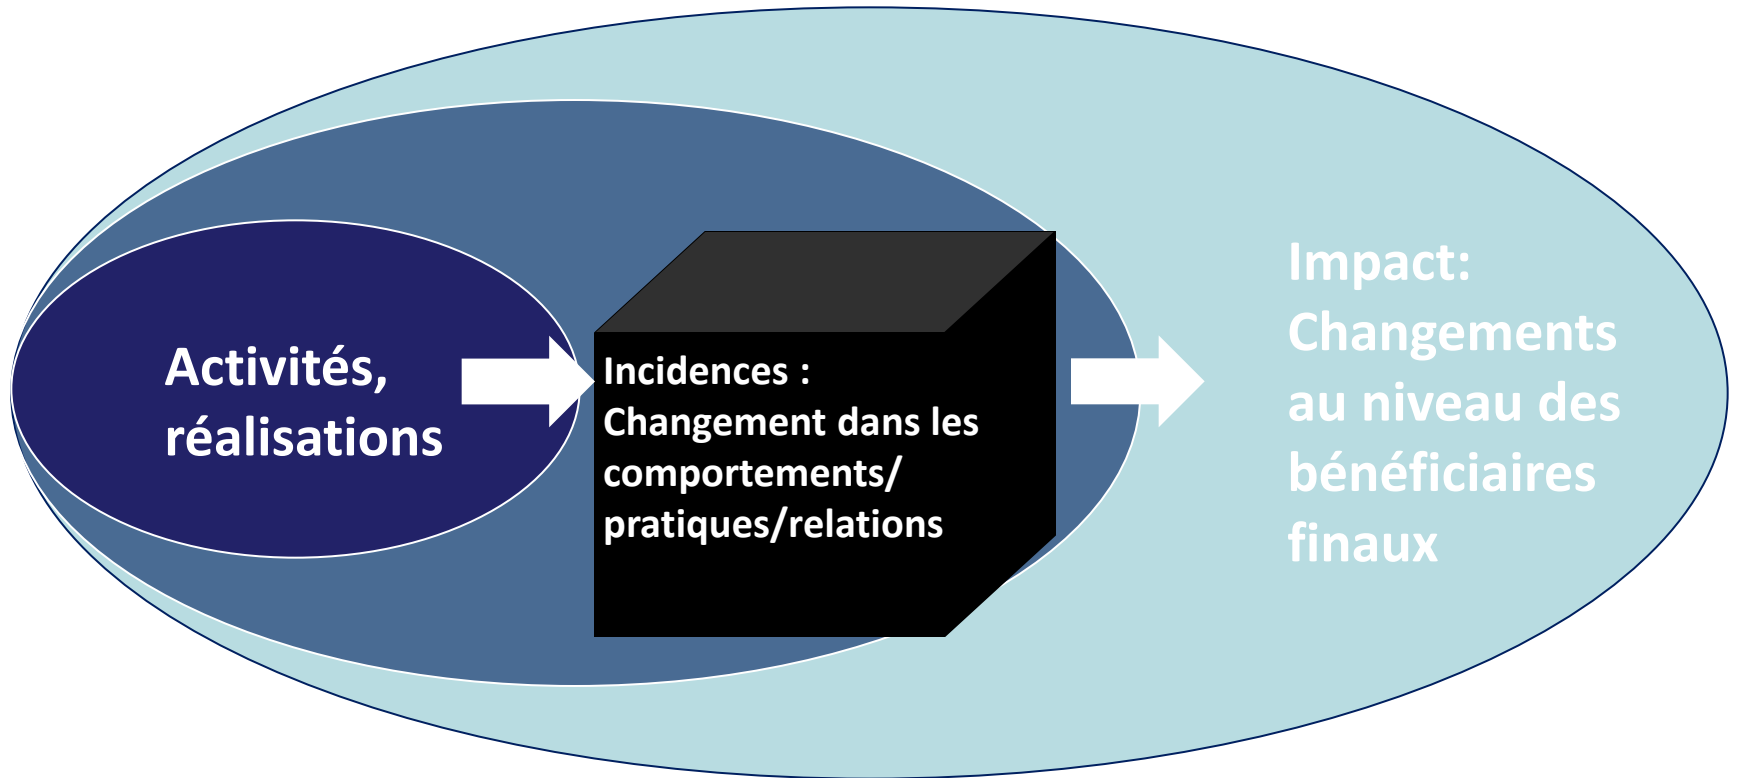 Activités,
réalisations
Incidences :
Changement dans les
comportements/
pratiques/relations
Impact:
Changements
au niveau des
bénéficiaires
finaux